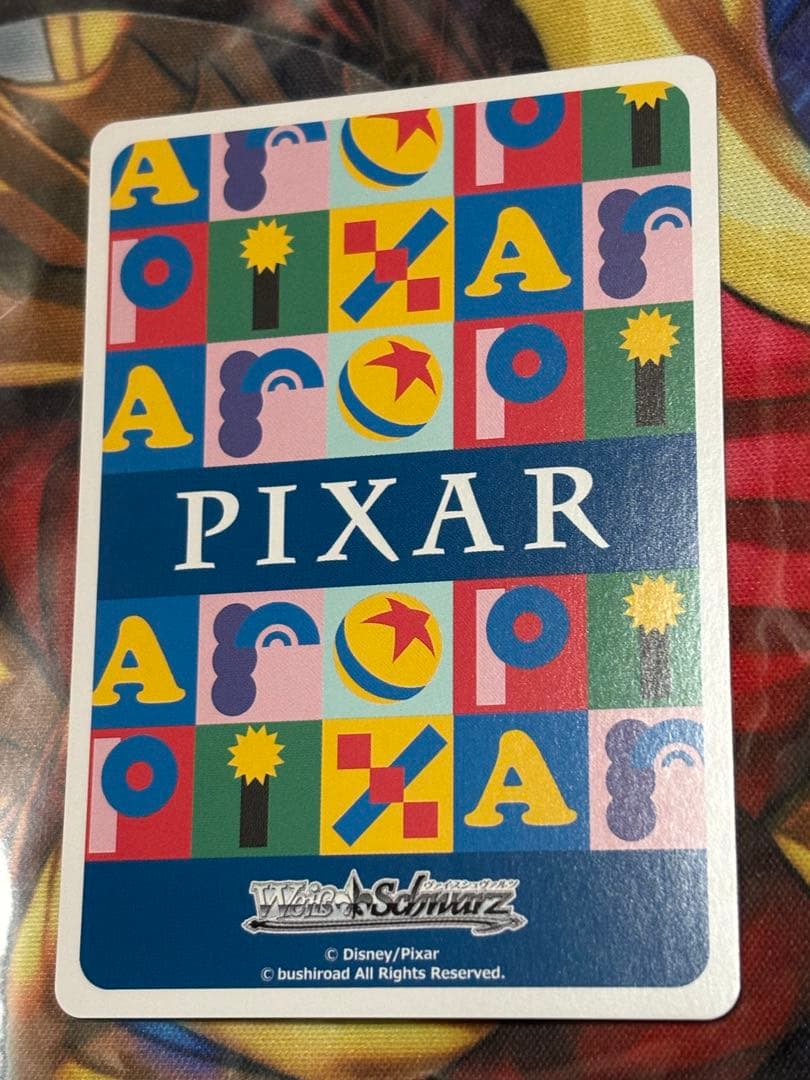 A r P i
P i X A r
A r P i
PIXAR
A r P i
P i X A r
ヴァイスシュヴァルツ
Weiß Schwarz
© Disney/Pixar
© bushiroad All Rights Reserved.